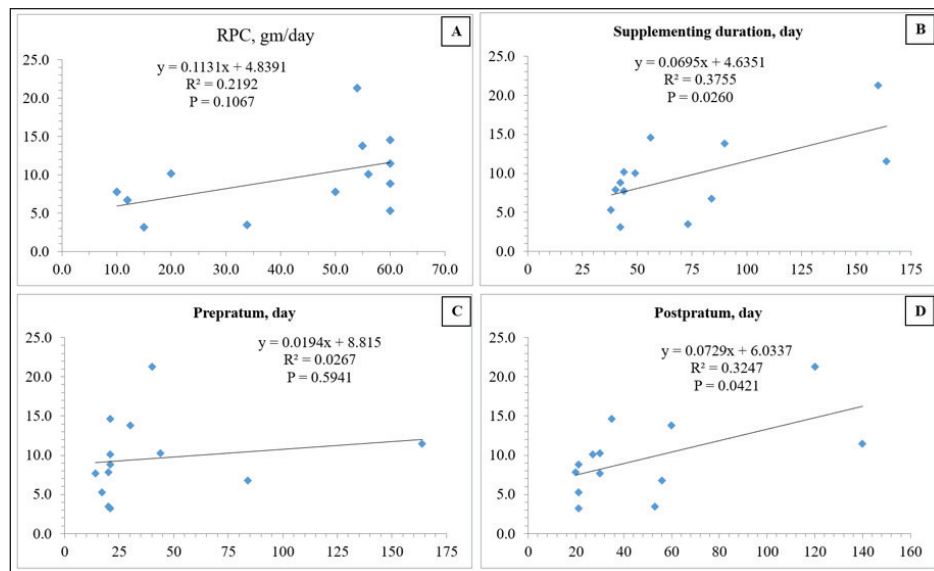 RPC, gm/day
A
y = 0.1131x + 4.8391
R² = 0.2192
P = 0.1067
25.0
20.0
15.0
10.0
5.0
0.0
0.0 10.0 20.0 30.0 40.0 50.0 60.0 70.0
Supplementing duration, day
B
y = 0.0695x + 4.6351
R² = 0.3755
P = 0.0260
25.0
20.0
15.0
10.0
5.0
0.0
0 25 50 75 100 125 150 175
Prepratum, day
C
y = 0.0194x + 8.815
R² = 0.0267
P = 0.5941
25.0
20.0
15.0
10.0
5.0
0.0
0 25 50 75 100 125 150 175
Postpratum, day
D
y = 0.0729x + 6.0337
R² = 0.3247
P = 0.0421
25.0
20.0
15.0
10.0
5.0
0.0
0 20 40 60 80 100 120 140 160